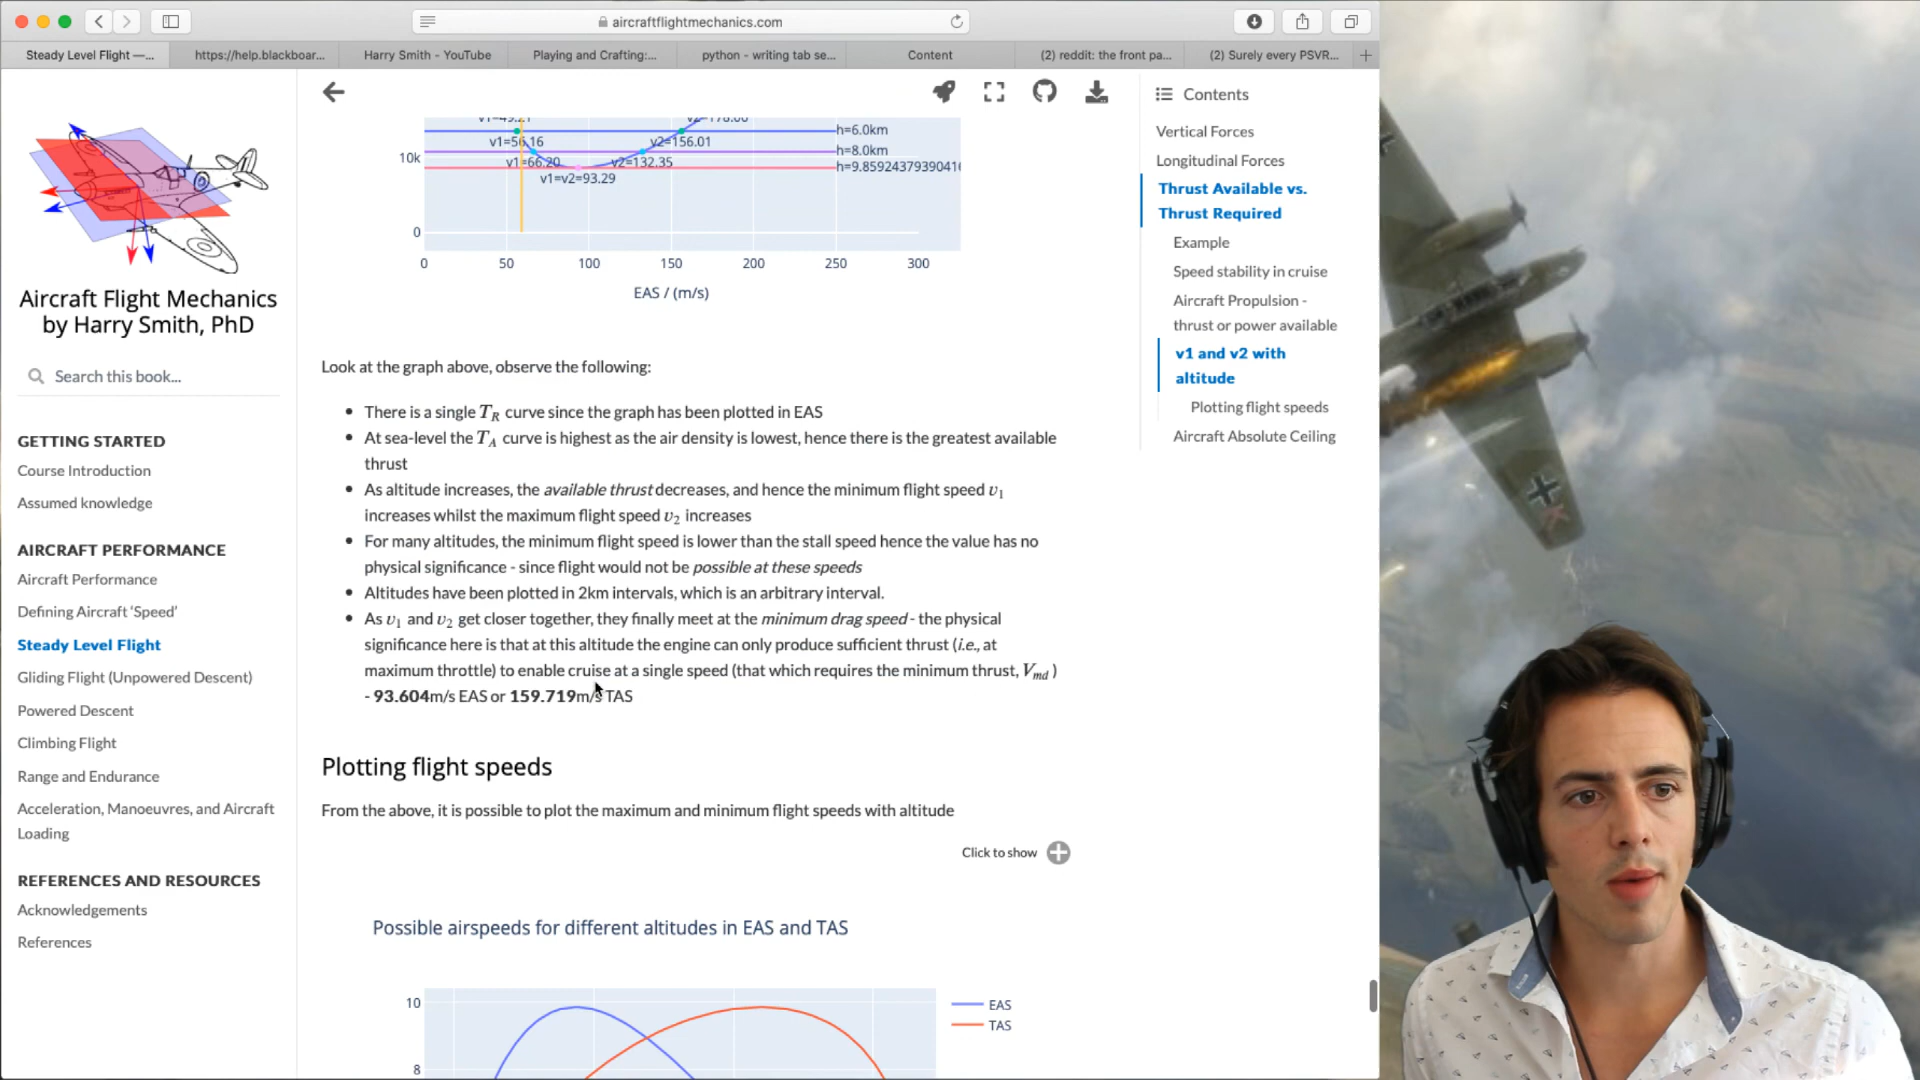 aircraftflightmechanics.com
Steady Level Flight —...
https://help.blackboar...
Harry Smith - YouTube
Playing and Crafting:...
python - writing tab se...
Content
(2) reddit: the front pa...
(2) Surely every PSVR...
Aircraft Flight Mechanics
by Harry Smith, PhD
Search this book...
GETTING STARTED
Course Introduction
Assumed knowledge
AIRCRAFT PERFORMANCE
Aircraft Performance
Defining Aircraft ‘Speed’
Steady Level Flight
Gliding Flight (Unpowered Descent)
Powered Descent
Climbing Flight
Range and Endurance
Acceleration, Manoeuvres, and Aircraft
Loading
REFERENCES AND RESOURCES
Acknowledgements
References
h=6.0km
v1=56.16
v2=156.01
h=8.0km
10k
v1=66.20
v2=132.35
h=9.8592437939041
v1=v2=93.29
0
0 50 100 150 200 250 300
EAS / (m/s)
Look at the graph above, observe the following:
• There is a single TR curve since the graph has been plotted in EAS
• At sea-level the TA curve is highest as the air density is lowest, hence there is the greatest available
thrust
• As altitude increases, the available thrust decreases, and hence the minimum flight speed v1
increases whilst the maximum flight speed v2 increases
• For many altitudes, the minimum flight speed is lower than the stall speed hence the value has no
physical significance - since flight would not be possible at these speeds
• Altitudes have been plotted in 2km intervals, which is an arbitrary interval.
• As v1 and v2 get closer together, they finally meet at the minimum drag speed - the physical
significance here is that at this altitude the engine can only produce sufficient thrust (i.e., at
maximum throttle) to enable cruise at a single speed (that which requires the minimum thrust, Vmd )
- 93.604m/s EAS or 159.719m/s TAS
Plotting flight speeds
From the above, it is possible to plot the maximum and minimum flight speeds with altitude
Click to show
Possible airspeeds for different altitudes in EAS and TAS
10
8
EAS
TAS
Contents
Vertical Forces
Longitudinal Forces
Thrust Available vs.
Thrust Required
Example
Speed stability in cruise
Aircraft Propulsion -
thrust or power available
v1 and v2 with
altitude
Plotting flight speeds
Aircraft Absolute Ceiling
K